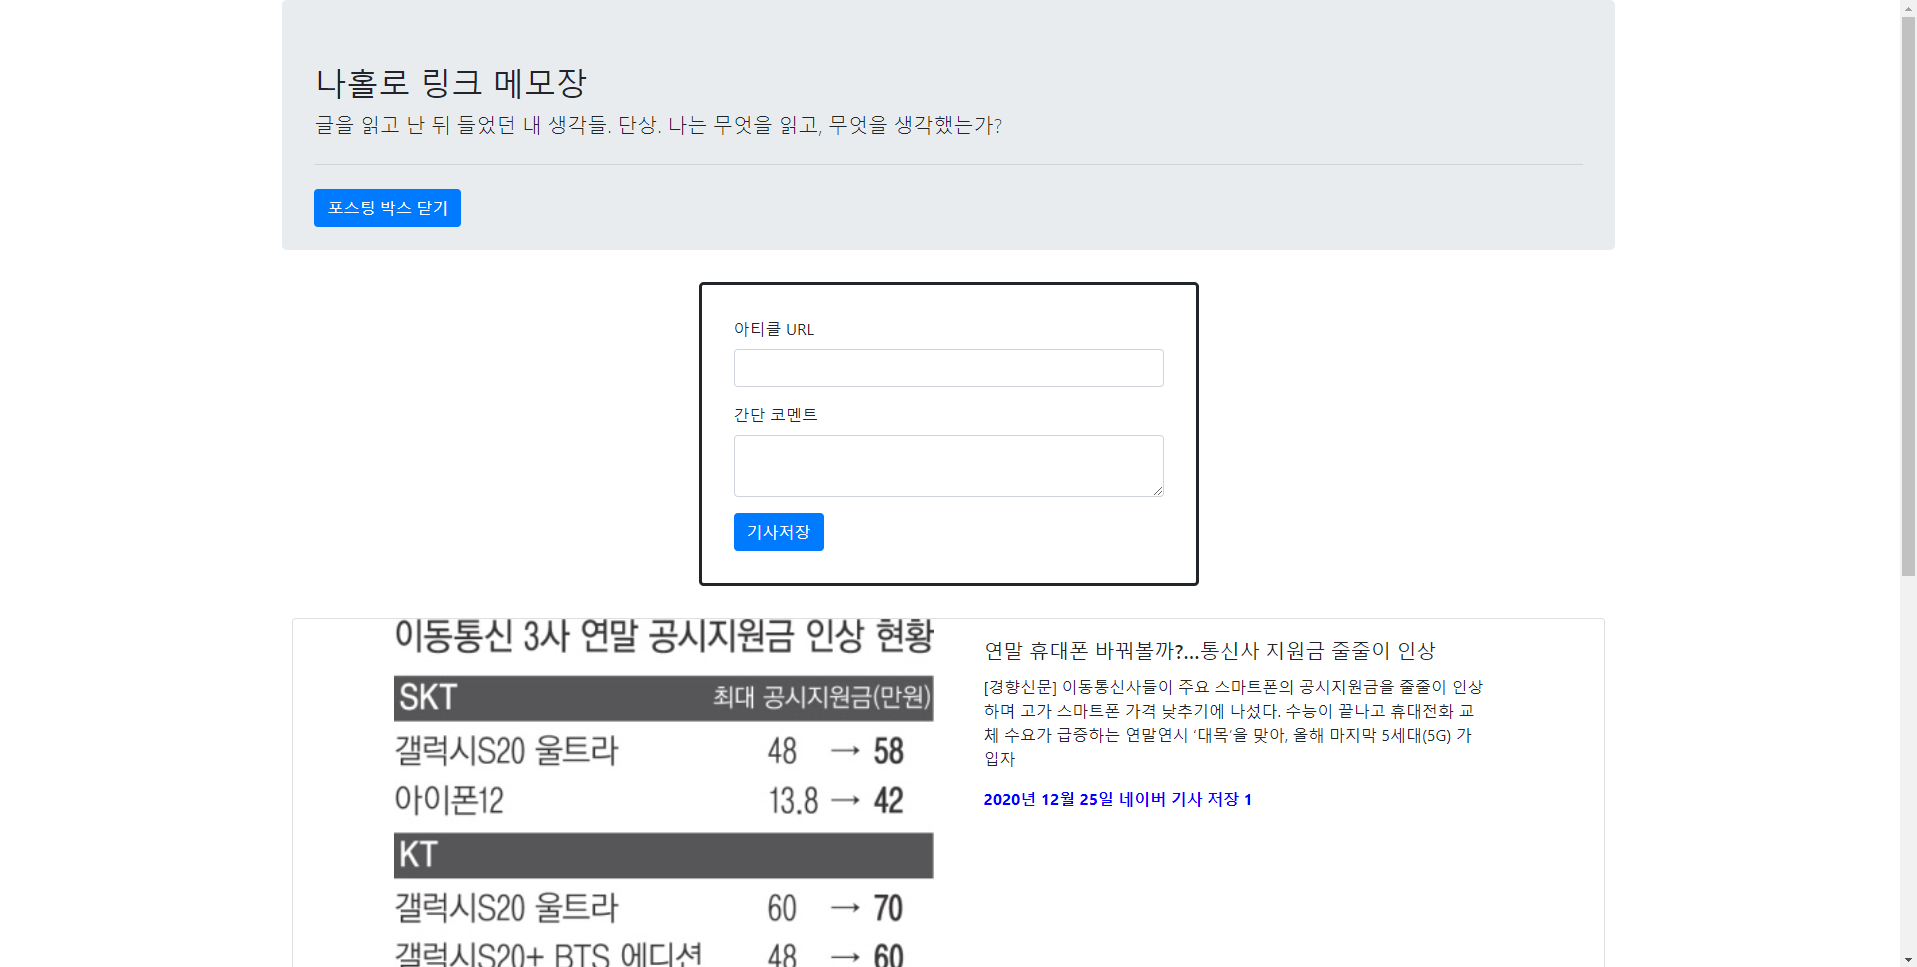 나홀로 링크 메모장
글을 읽고 난 뒤 들었던 내 생각들. 단상. 나는 무엇을 읽고, 무엇을 생각했는가?
포스팅 박스 닫기
아티클 URL
간단 코멘트
기사저장
이동통신 3사 연말 공시지원금 인상 현황
SKT 최대 공시지원금(만원)
갤럭시S20 울트라 48 → 58
아이폰12 13.8 → 42
KT
갤럭시S20 울트라 60 → 70
갤럭시S20+ BTS 에디션 48 → 60
연말 휴대폰 바꿔볼까?...통신사 지원금 줄줄이 인상
[경향신문] 이동통신사들이 주요 스마트폰의 공시지원금을 줄줄이 인상
하며 고가 스마트폰 가격 낮추기에 나섰다. 수능이 끝나고 휴대전화 교
체 수요가 급증하는 연말연시 ‘대목’을 맞아, 올해 마지막 5세대(5G) 가
입자
2020년 12월 25일 네이버 기사 저장 1